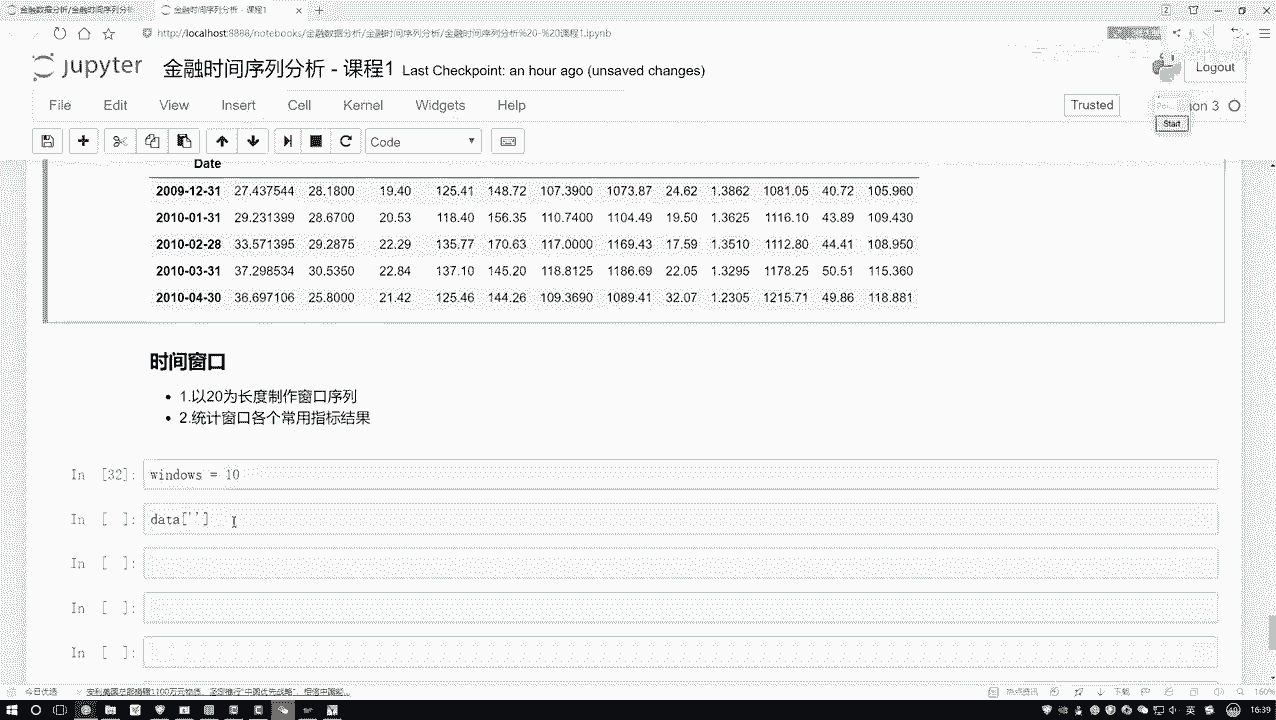 金融数据分析/金融时间序列分
金融时间序列分析 - 课程1
http://localhost:8888/notebooks/金融数据分析/金融时间序列分析/金融时间序列分析%20-%20课程1.ipynb
jupyter 金融时间序列分析 - 课程1 Last Checkpoint: an hour ago (unsaved changes)
Logout
File Edit View Insert Cell Kernel Widgets Help
Trusted
on 3
Start
Code
Date
2009-12-31 27.437544 28.1800 19.40 125.41 148.72 107.3900 1073.87 24.62 1.3862 1081.05 40.72 105.960
2010-01-31 29.231399 28.6700 20.53 118.40 156.35 110.7400 1104.49 19.50 1.3625 1116.10 43.89 109.430
2010-02-28 33.571395 29.2875 22.29 135.77 170.63 117.0000 1169.43 17.59 1.3510 1112.80 44.41 108.950
2010-03-31 37.298534 30.5350 22.84 137.10 145.20 118.8125 1186.69 22.05 1.3295 1178.25 50.51 115.360
2010-04-30 36.697106 25.8000 21.42 125.46 144.26 109.3690 1089.41 32.07 1.2305 1215.71 49.86 118.881
时间窗口
1.以20为长度制作窗口序列
2.统计窗口各个常用指标结果
In [32]: windows = 10
In [ ]: data['']
In [ ]:
In [ ]:
In [ ]:
今日优选
热点资讯
下载
160%
英
16:39